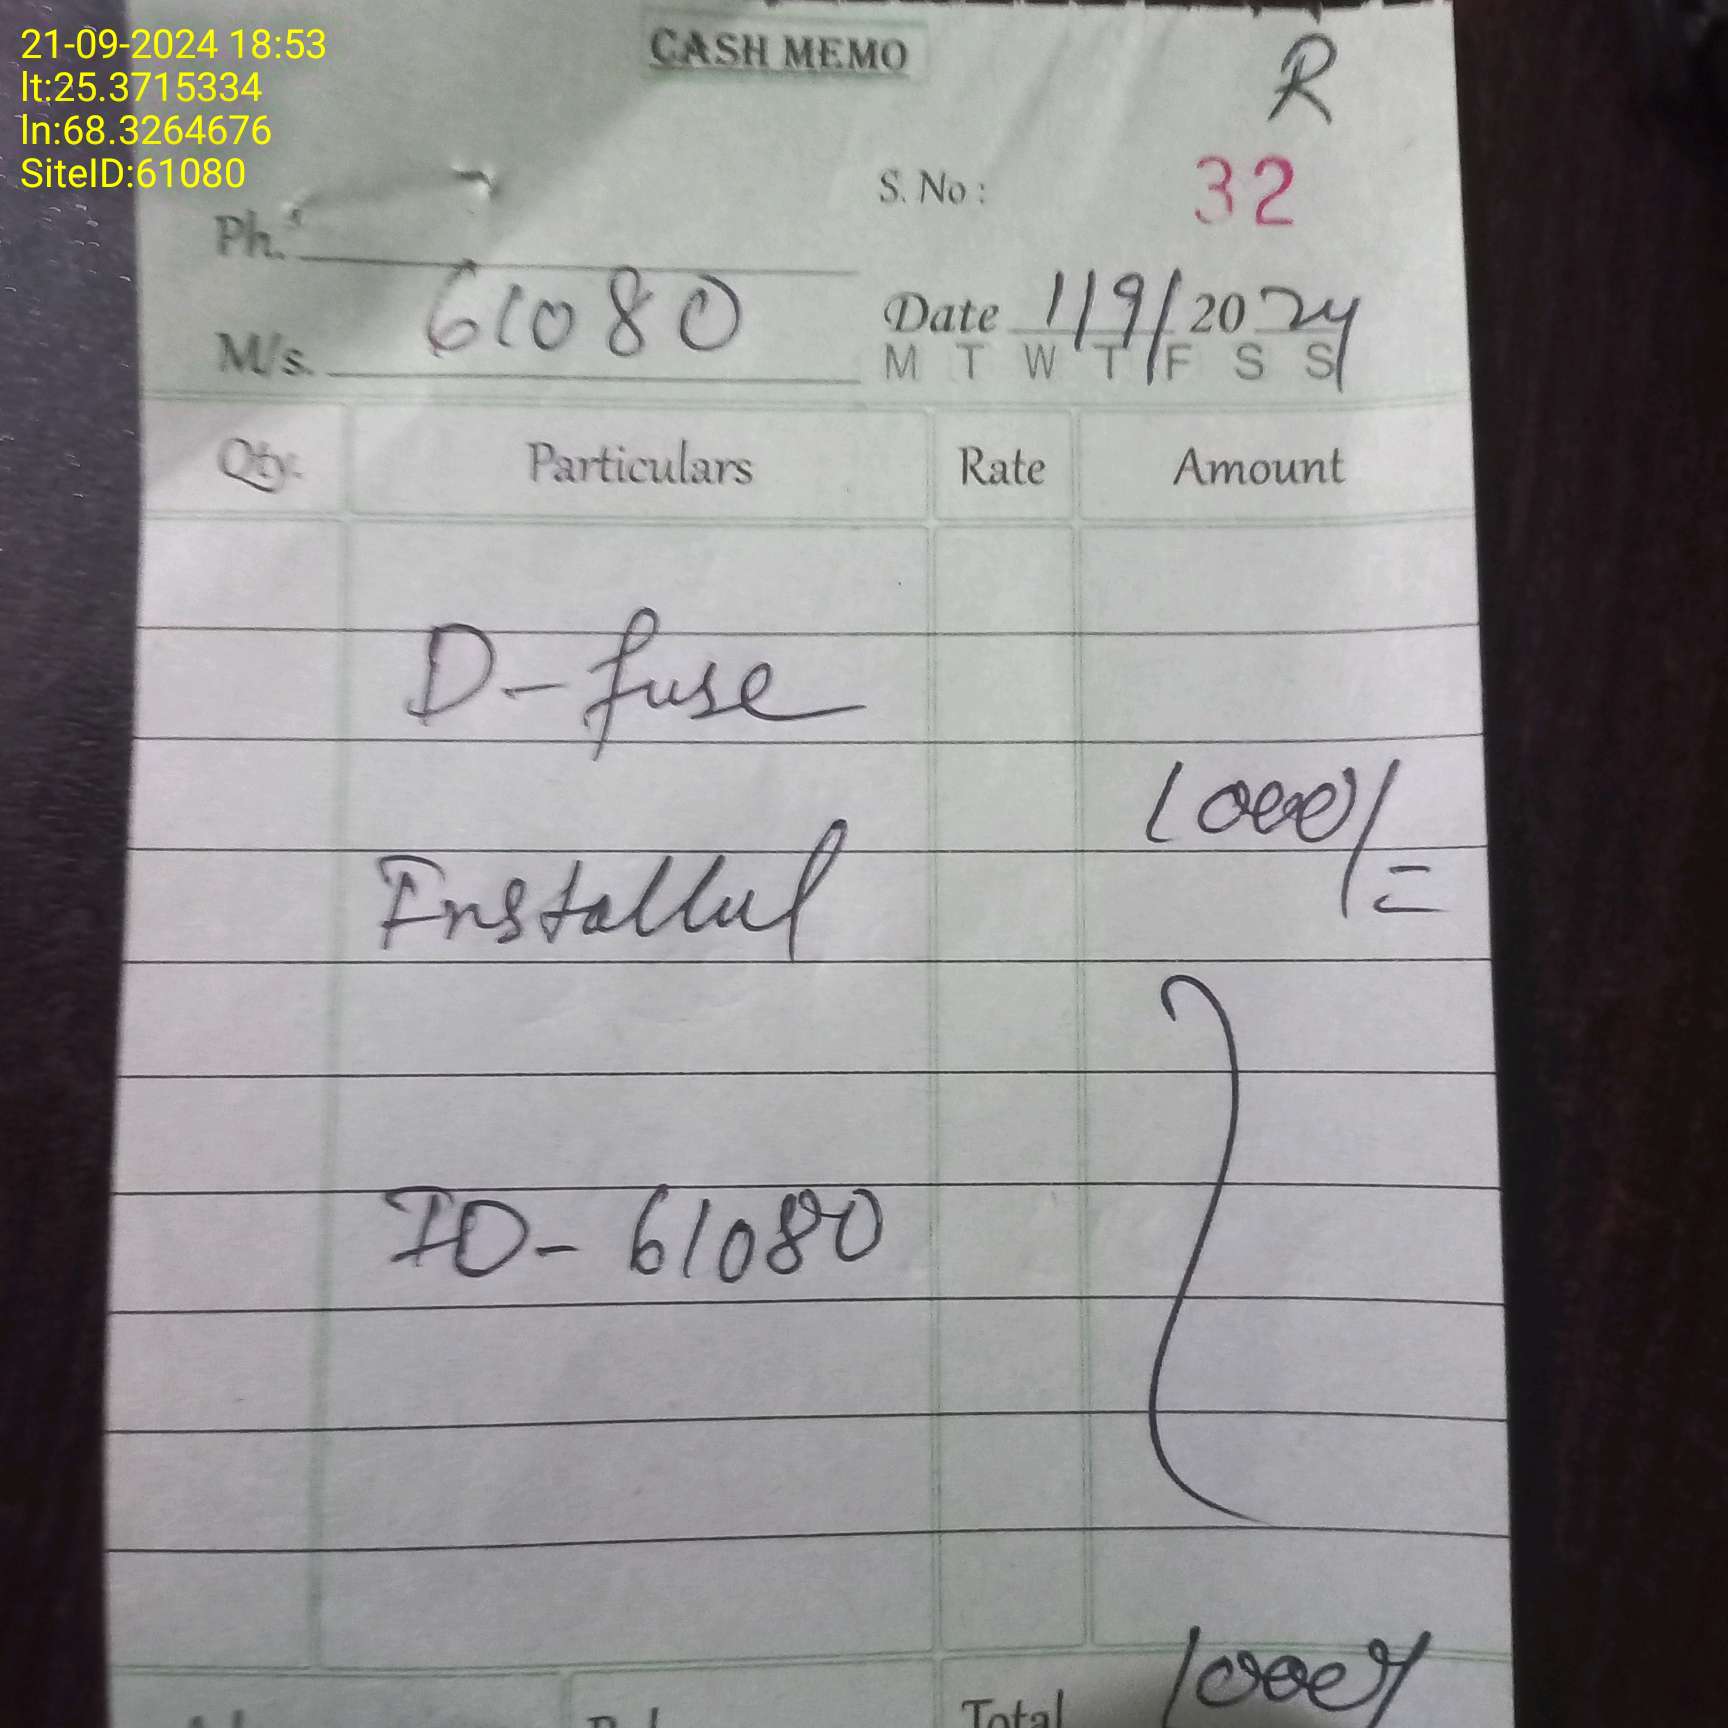 21-09-2024 18:53
lt:25.3715334
ln:68.3264676
SiteID:61080
CASH MEMO
R
S. No : 32
Ph.
M/s. 61080
Date 1/9/2024
M T W T F S S
Qty. Particulars Rate Amount
D-fuse
1000/=
Installed
ID-61080
Total 1000/